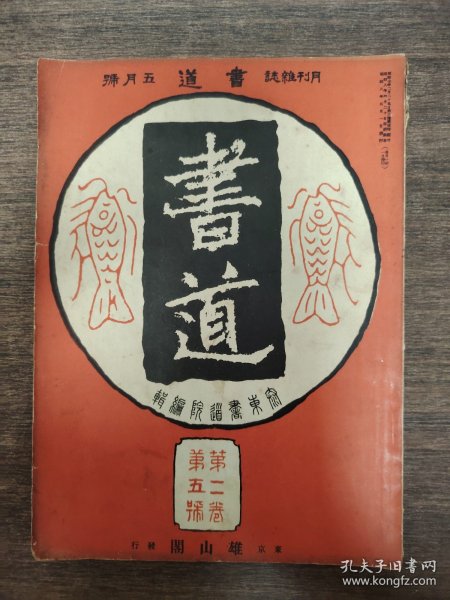 月刊雜誌 書道 五月號
書道
泰東書道院編輯
第二卷
第五號
東京 雄山閣 發行
孔夫子旧书网
www.kongfz.com